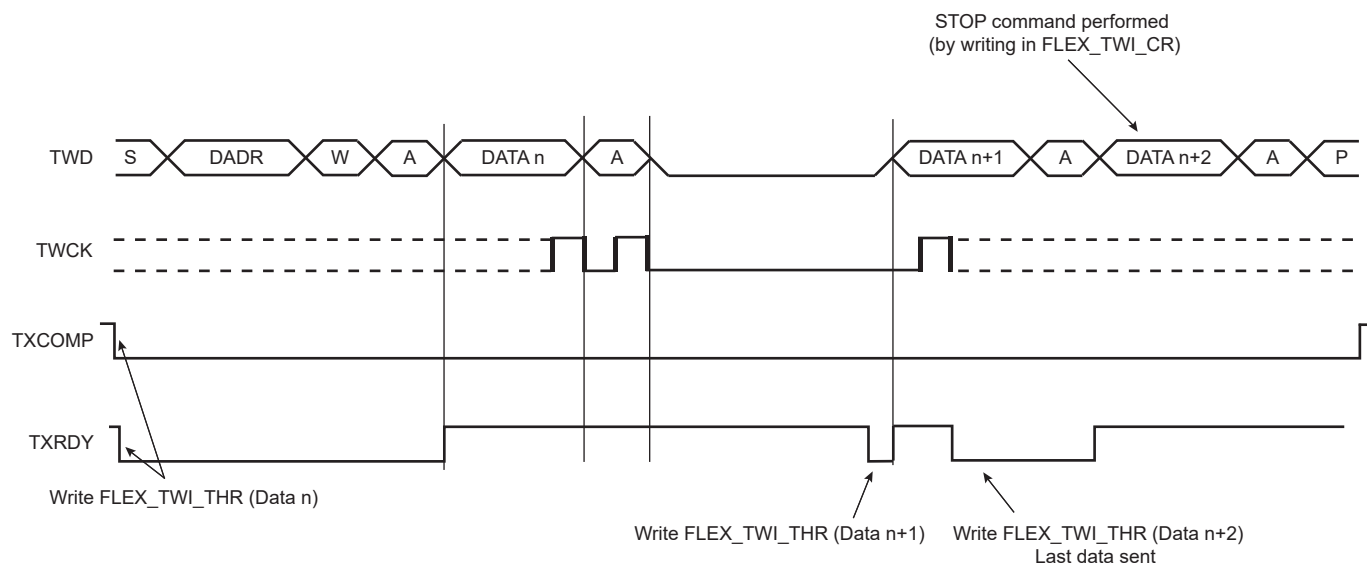 STOP command performed
(by writing in FLEX_TWI_CR)
TWD S DADR W A DATA n A DATA n+1 A DATA n+2 A P
TWCK
TXCOMP
TXRDY
Write FLEX_TWI_THR (Data n)
Write FLEX_TWI_THR (Data n+1) Write FLEX_TWI_THR (Data n+2)
Last data sent